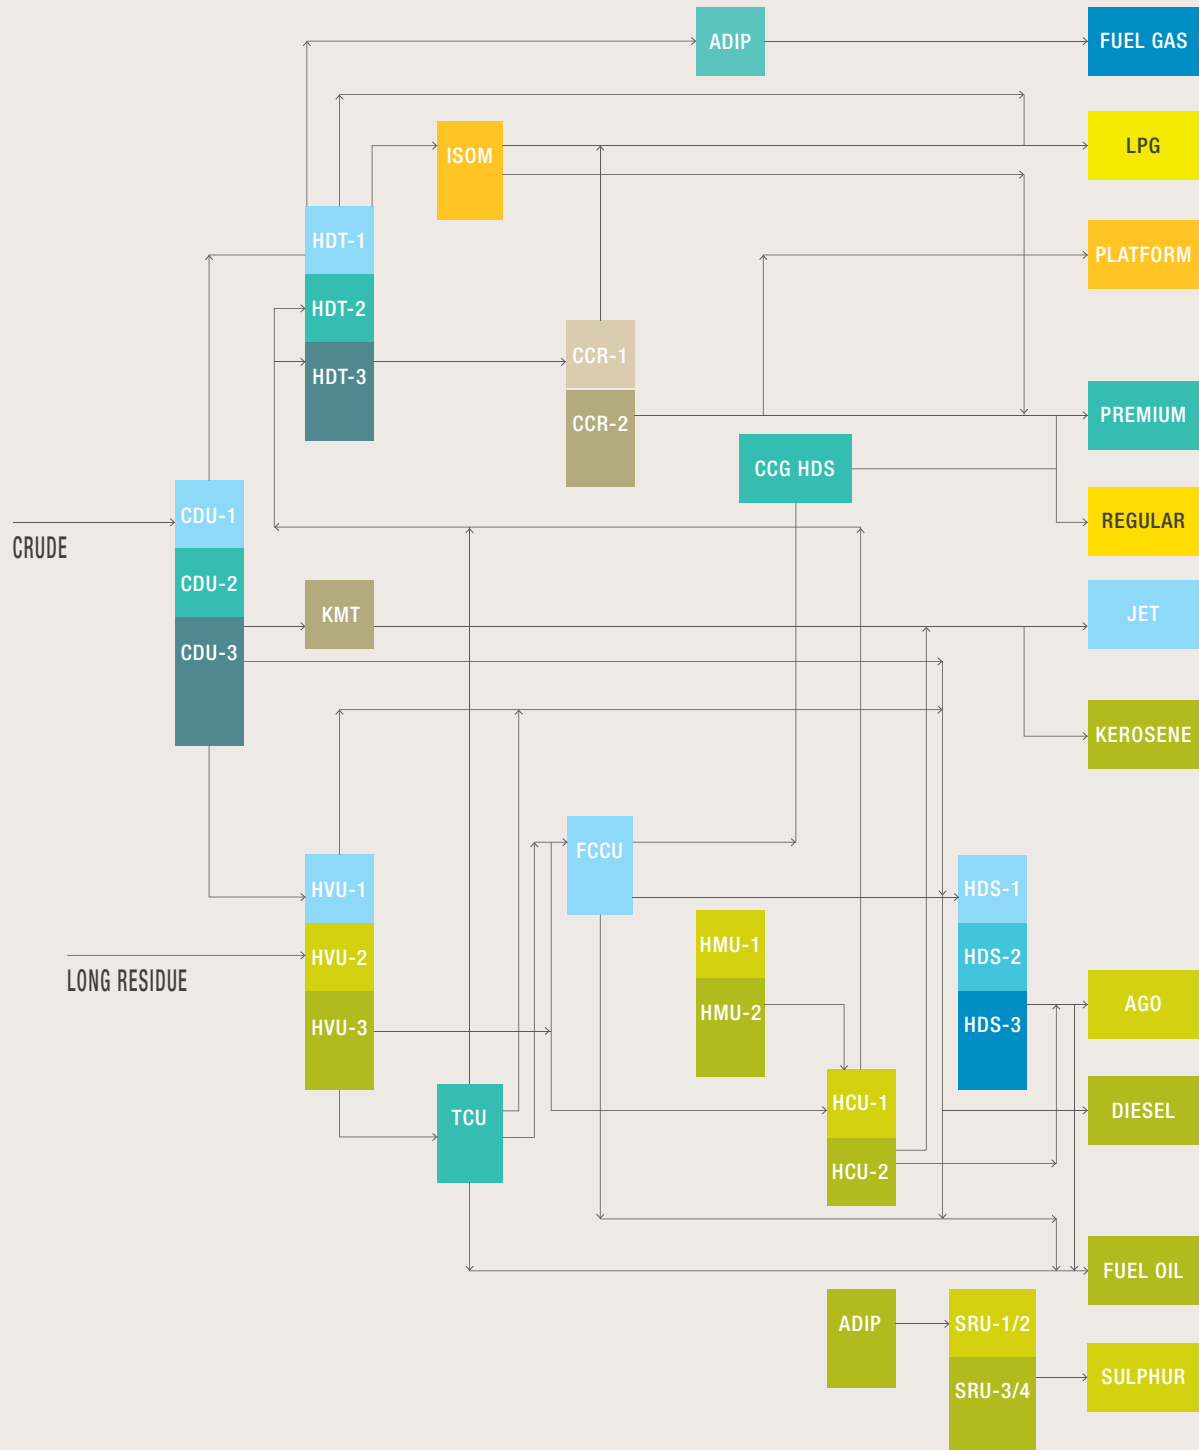 ADIP
FUEL GAS
ISOM
LPG
HDT-1
PLATFORM
HDT-2
HDT-3
CCR-1
CCR-2
PREMIUM
CCG HDS
CDU-1
REGULAR
CRUDE
CDU-2
KMT
JET
CDU-3
KEROSENE
FCCU
HVU-1
HDS-1
HMU-1
HVU-2
HDS-2
LONG RESIDUE
AGO
HVU-3
HMU-2
HDS-3
HCU-1
DIESEL
TCU
HCU-2
FUEL OIL
ADIP
SRU-1/2
SULPHUR
SRU-3/4